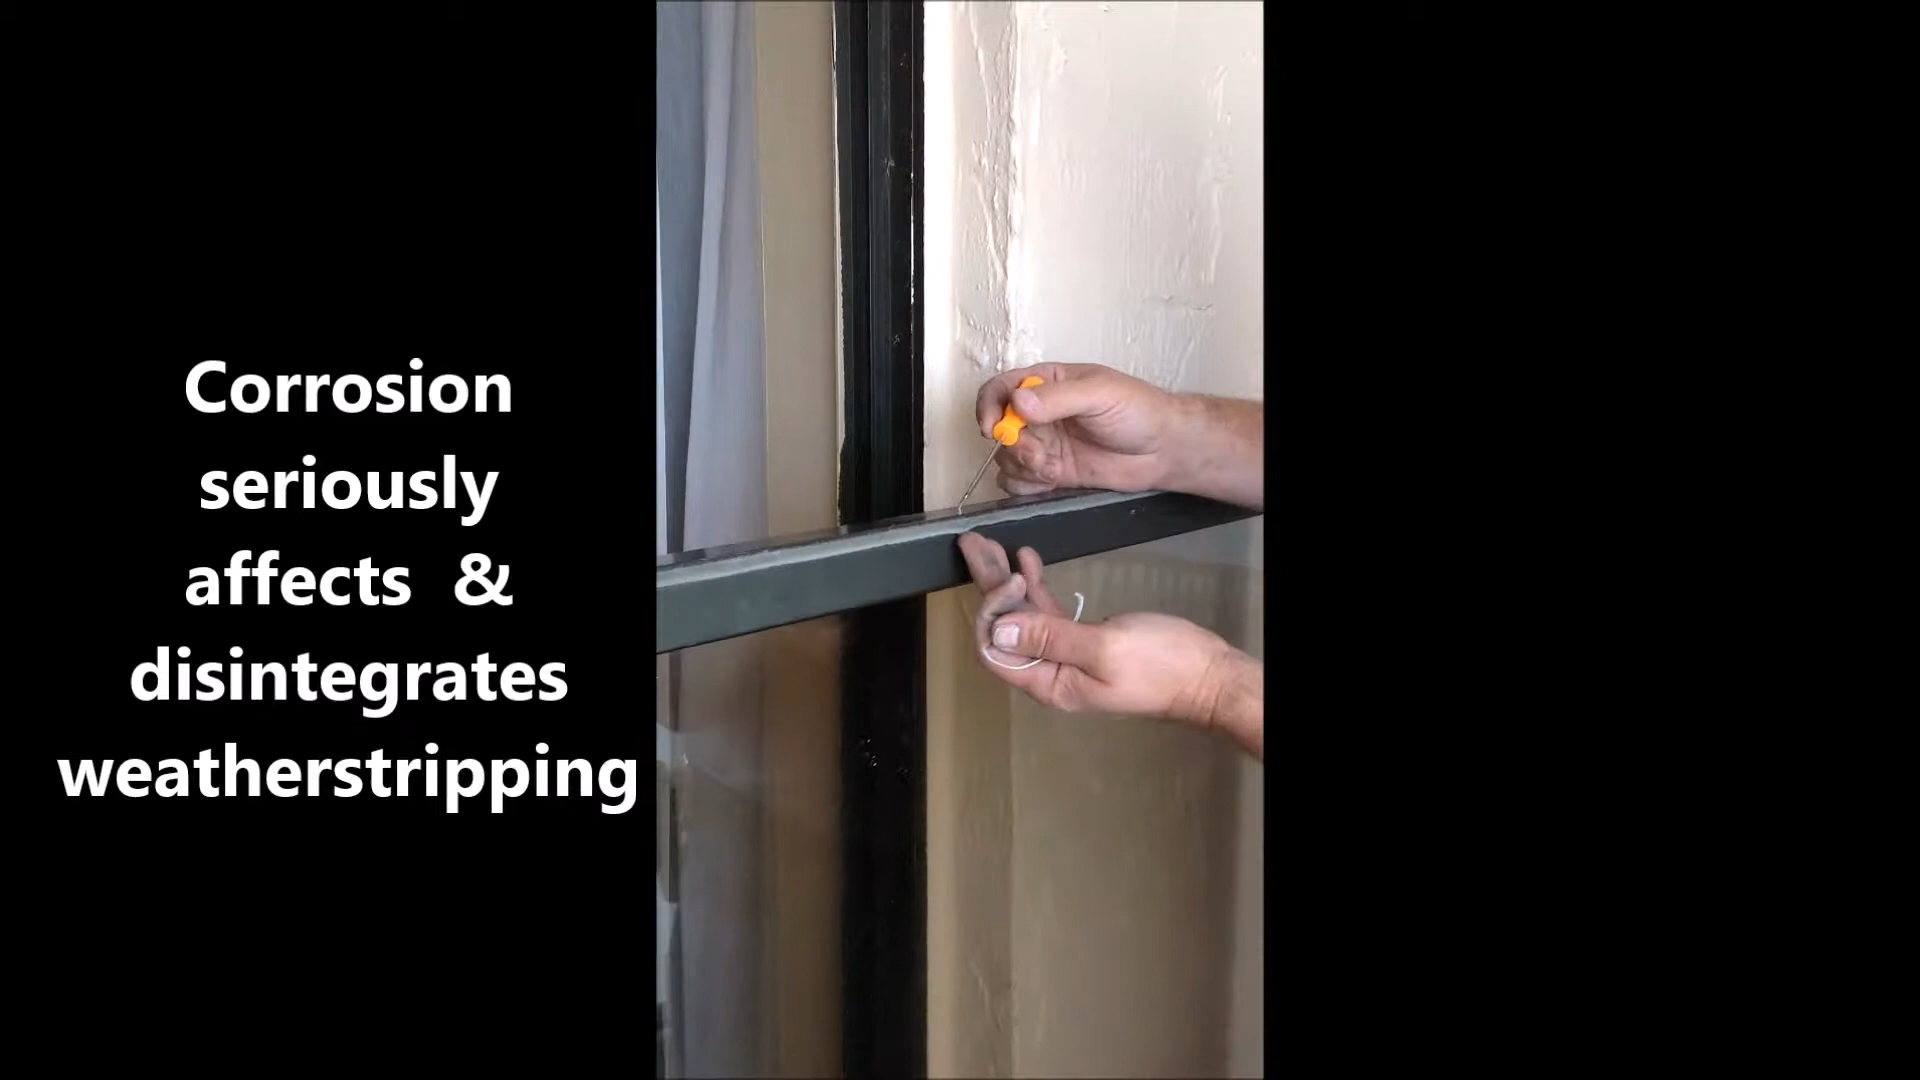 Corrosion
seriously
affects &
disintegrates
weatherstripping